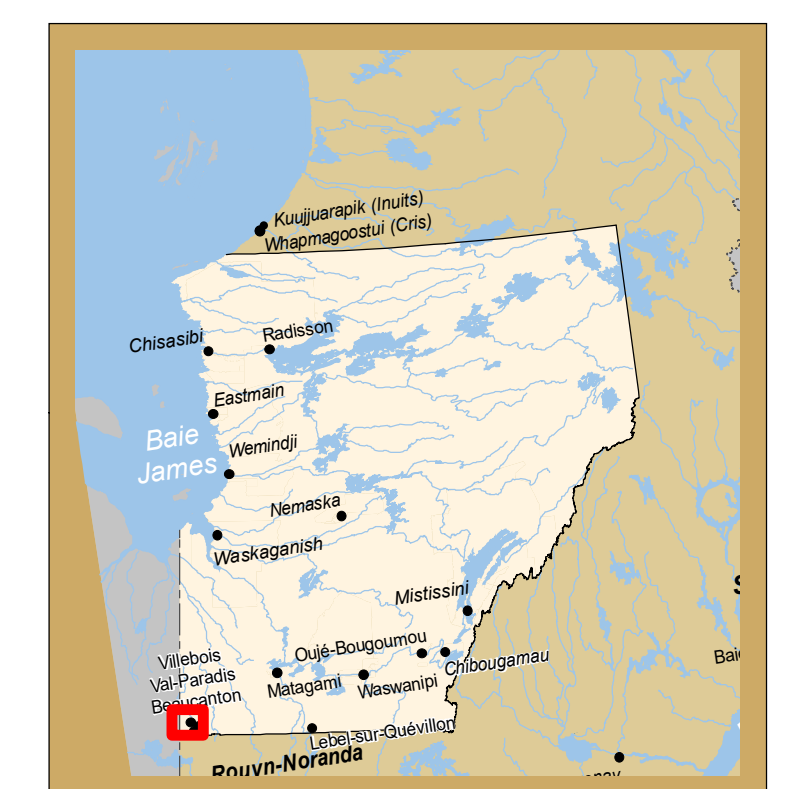 Kuujjuarapik (Inuits)
Whapmagoostui (Cris)
Chisasibi
Radisson
Eastmain
Baie
James
Wemindji
Nemaska
Waskaganish
Mistissini
Oujé-Bougoumou
Chibougamau
Villebois
Val-Paradis
Beaucanton
Matagami
Waswanipi
Lebel-sur-Quévillon
Rouyn-Noranda